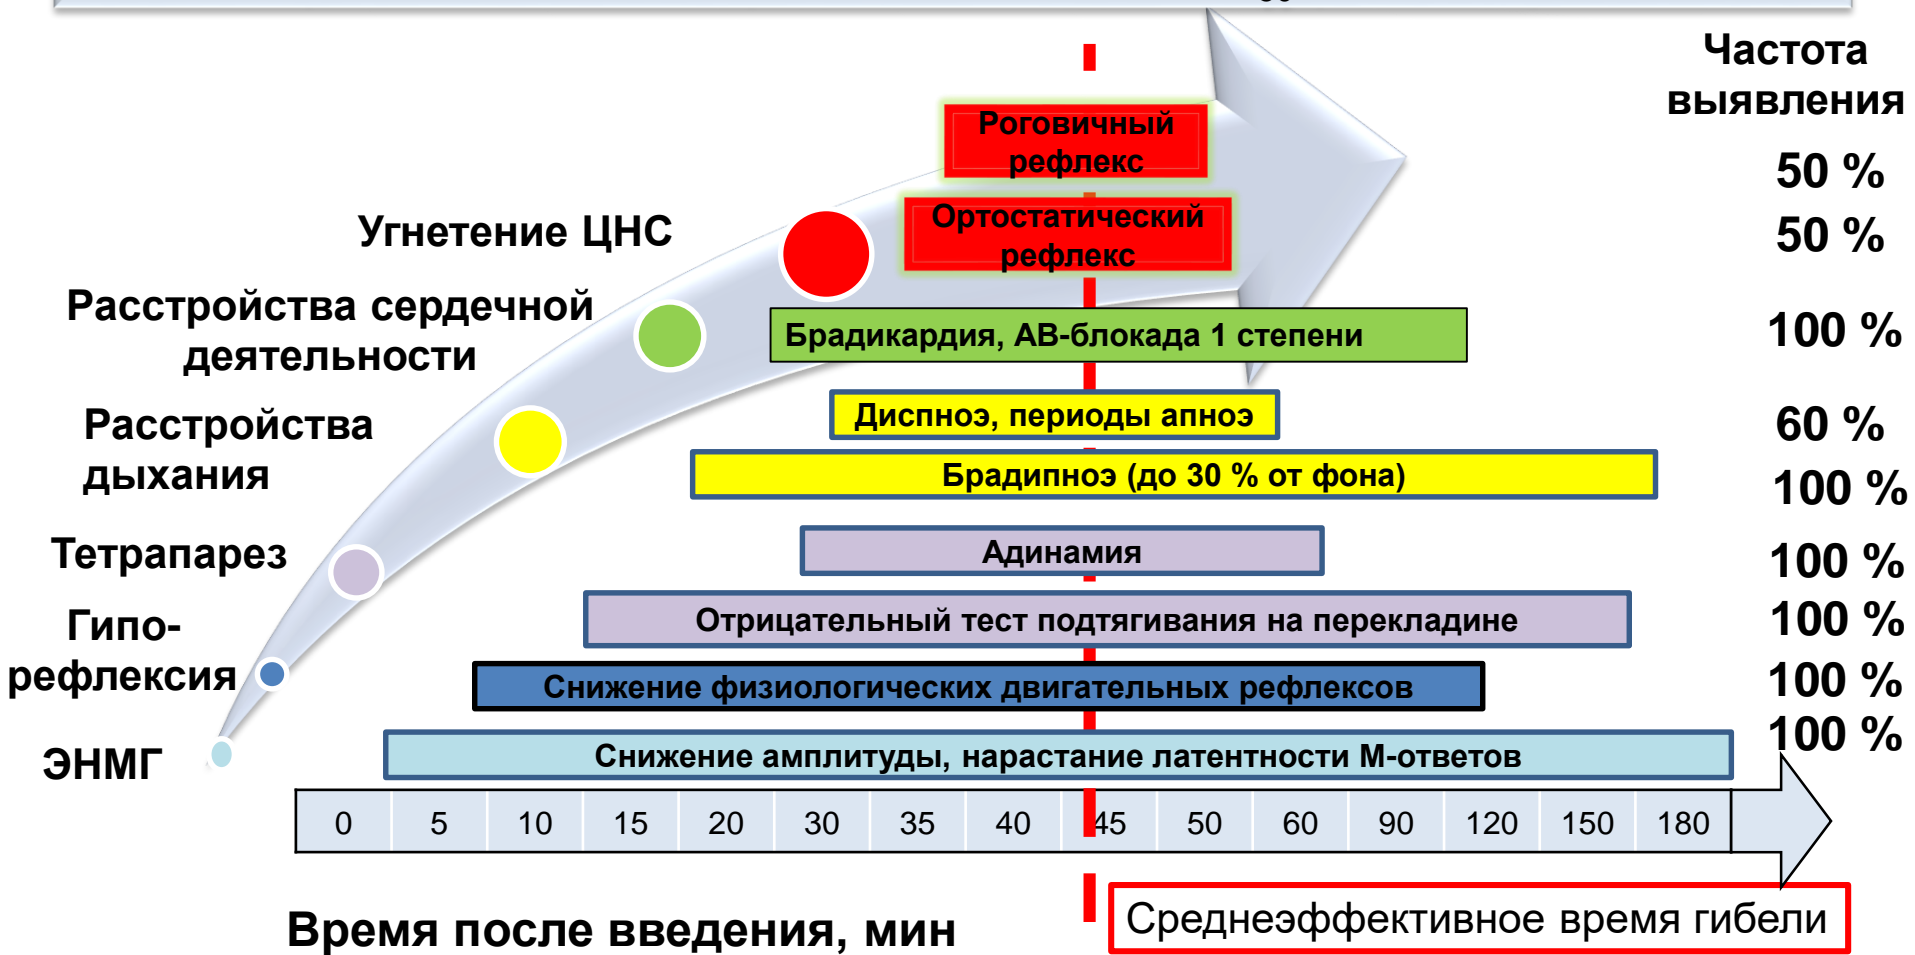 Частота
выявления
Роговичный
рефлекс
50 %
Угнетение ЦНС
Ортостатический
рефлекс
50 %
Расстройства сердечной
деятельности
Брадикардия, АВ-блокада 1 степени
100 %
Расстройства
дыхания
Диспноэ, периоды апноэ
60 %
Брадипноэ (до 30 % от фона)
100 %
Тетрапарез
Адинамия
100 %
Отрицательный тест подтягивания на перекладине
100 %
Гипо-
рефлексия
Снижение физиологических двигательных рефлексов
100 %
ЭНМГ
Снижение амплитуды, нарастание латентности М-ответов
100 %
0 5 10 15 20 30 35 40 45 50 60 90 120 150 180
Время после введения, мин
Среднеэффективное время гибели